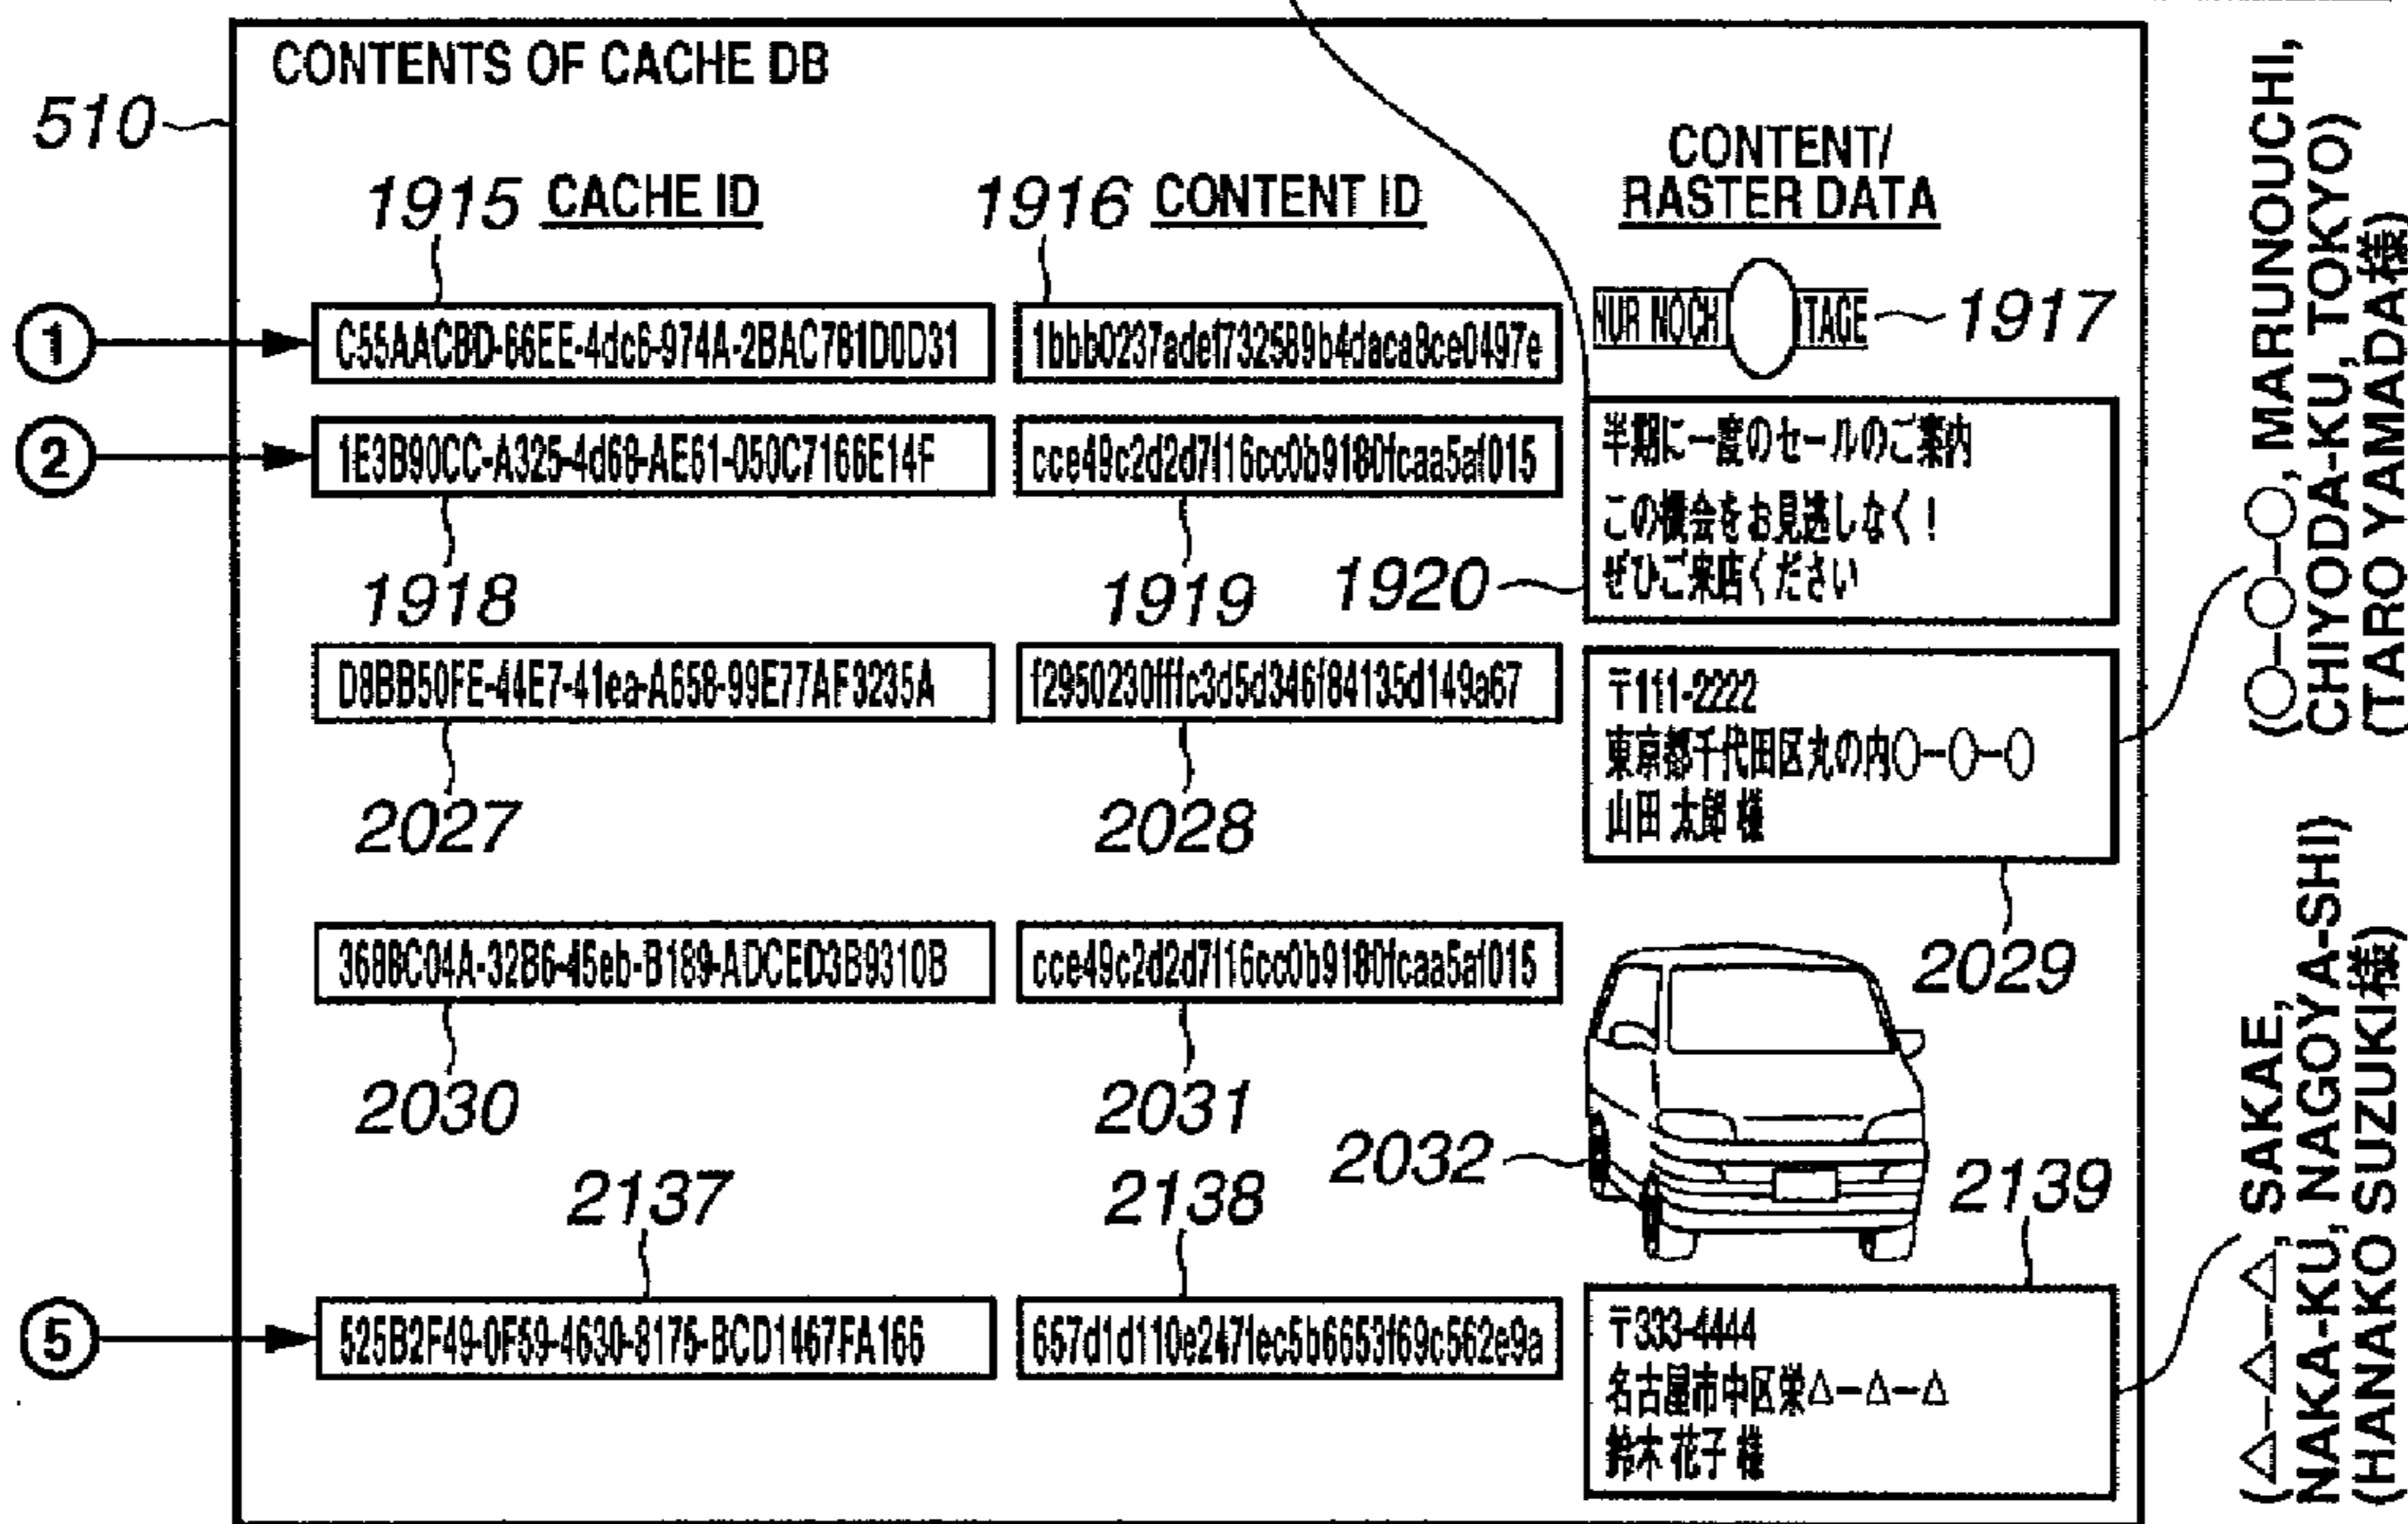 CONTENTS OF CACHE DB
510
1915 CACHE ID
1916 CONTENT ID
CONTENT/
RASTER DATA
① C55AACBD-66EE-4dc6-974A-2BAC781D0D31
1bbb0237adef732589b4daca8ce0497e
NUR NOCH TAGE 1917
② 1E3B90CC-A325-4d68-AE61-050C7166E14F
cce49c2d2d7f16cc0b9180fcaa5af015
半期に一度のセールのご案内
この機会をお見逃しなく!
ぜひご来店ください
1918
1919
1920
D8BB50FE-44E7-41ea-A658-99E77AF3235A
f2950230fffc3d5d346f84135d149a67
〒111-2222
東京都千代田区丸の内〇-〇-〇
山田 太郎 様
2027
2028
2029
3688C04A-32B6-45eb-B189-ADCED3B9310B
cce49c2d2d7f16cc0b9180fcaa5af015
2030
2031
2032
2137
2138
2139
⑤ 525B2F49-0F59-4630-8175-BCD1467FA166
657d1d110e247fec5b6653f69c562e9a
〒333-4444
名古屋市中区栄△-△-△
鈴木 花子 様
(〇-〇-〇, MARUNOUCHI,
CHIYODA-KU, TOKYO)
(TARO YAMADA様)
(△-△-△, SAKAE,
NAKA-KU, NAGOYA-SHI)
(HANAKO SUZUKI様)